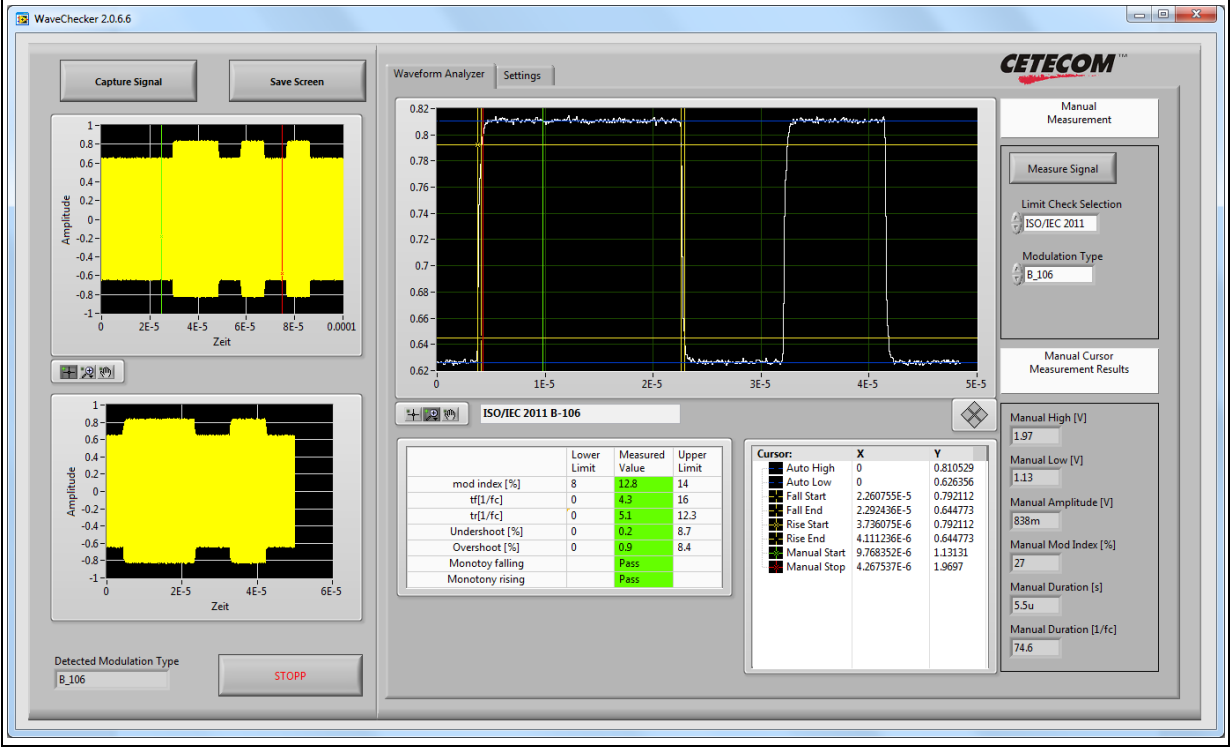 WaveChecker 2.0.6.6
Capture Signal
Save Screen
1
0.8
0.6
0.4
0.2
0
-0.2
-0.4
-0.6
-0.8
-1
Amplitude
0 2E-5 4E-5 6E-5 8E-5 0.0001
Zeit
1
0.8
0.6
0.4
0.2
0
-0.2
-0.4
-0.6
-0.8
-1
Amplitude
0 2E-5 4E-5 6E-5
Zeit
Detected Modulation Type
B_106
STOPP
Waveform Analyzer Settings
CETECOM™
0.82
0.8
0.78
0.76
0.74
0.72
0.7
0.68
0.66
0.64
0.62
0 1E-5 2E-5 3E-5 4E-5 5E-5
ISO/IEC 2011 B-106
Lower Limit Measured Value Upper Limit
mod index [%] 8 12.8 14
tf[1/fc] 0 4.3 16
tr[1/fc] 0 5.1 12.3
Undershoot [%] 0 0.2 8.7
Overshoot [%] 0 0.9 8.4
Monotoy falling Pass
Monotony rising Pass
Cursor: X Y
Auto High 0 0.810529
Auto Low 0 0.626356
Fall Start 2.260755E-5 0.792112
Fall End 2.292436E-5 0.644773
Rise Start 3.736075E-6 0.792112
Rise End 4.111236E-6 0.644773
Manual Start 9.768352E-6 1.13131
Manual Stop 4.267537E-6 1.9697
Manual
Measurement
Measure Signal
Limit Check Selection
ISO/IEC 2011
Modulation Type
B_106
Manual Cursor
Measurement Results
Manual High [V]
1.97
Manual Low [V]
1.13
Manual Amplitude [V]
838m
Manual Mod Index [%]
27
Manual Duration [s]
5.5u
Manual Duration [1/fc]
74.6